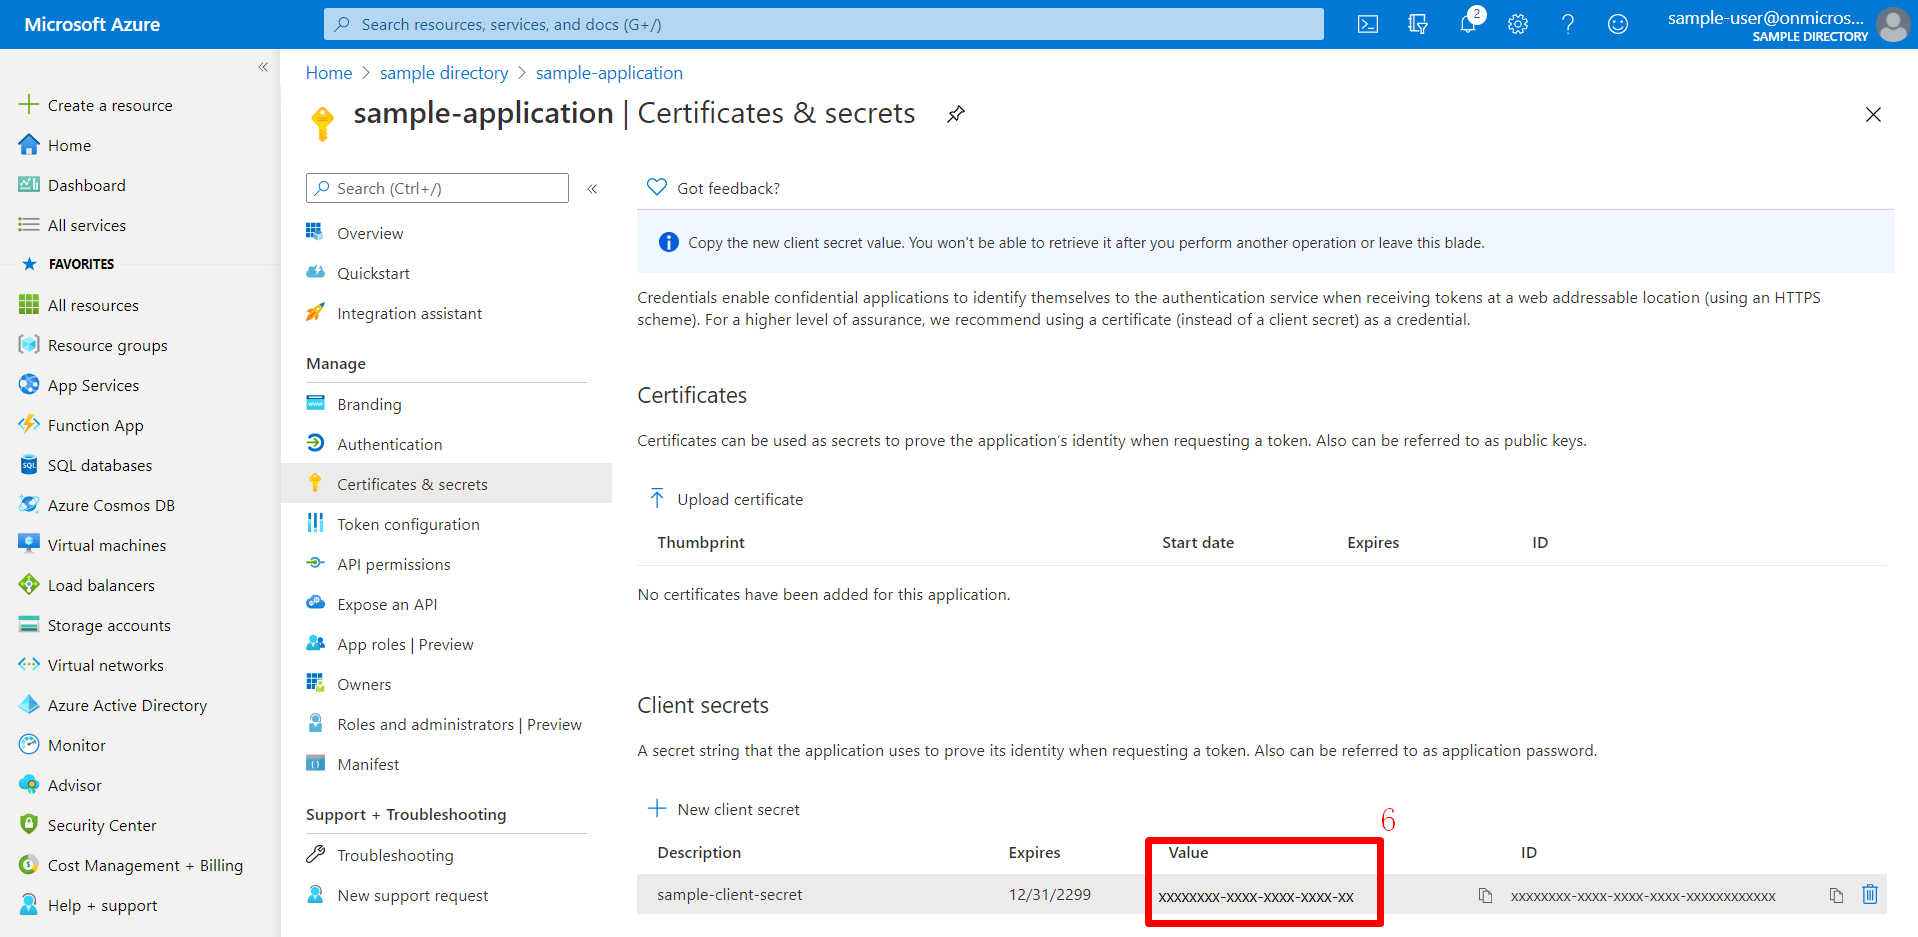 Microsoft Azure
Search resources, services, and docs (G+/)
2
sample-user@onmicros...
SAMPLE DIRECTORY
Create a resource
Home
Dashboard
All services
FAVORITES
All resources
Resource groups
App Services
Function App
SQL databases
Azure Cosmos DB
Virtual machines
Load balancers
Storage accounts
Virtual networks
Azure Active Directory
Monitor
Advisor
Security Center
Cost Management + Billing
Help + support
Home > sample directory > sample-application
sample-application | Certificates & secrets
Search (Ctrl+/)
Overview
Quickstart
Integration assistant
Manage
Branding
Authentication
Certificates & secrets
Token configuration
API permissions
Expose an API
App roles | Preview
Owners
Roles and administrators | Preview
Manifest
Support + Troubleshooting
Troubleshooting
New support request
Got feedback?
Copy the new client secret value. You won't be able to retrieve it after you perform another operation or leave this blade.
Credentials enable confidential applications to identify themselves to the authentication service when receiving tokens at a web addressable location (using an HTTPS
scheme). For a higher level of assurance, we recommend using a certificate (instead of a client secret) as a credential.
Certificates
Certificates can be used as secrets to prove the application's identity when requesting a token. Also can be referred to as public keys.
Upload certificate
Thumbprint Start date Expires ID
No certificates have been added for this application.
Client secrets
A secret string that the application uses to prove its identity when requesting a token. Also can be referred to as application password.
New client secret
6
Description Expires Value ID
sample-client-secret 12/31/2299 xxxxxxxx-xxxx-xxxx-xxxx-xx xxxxxxxx-xxxx-xxxx-xxxx-xxxxxxxxxxxx